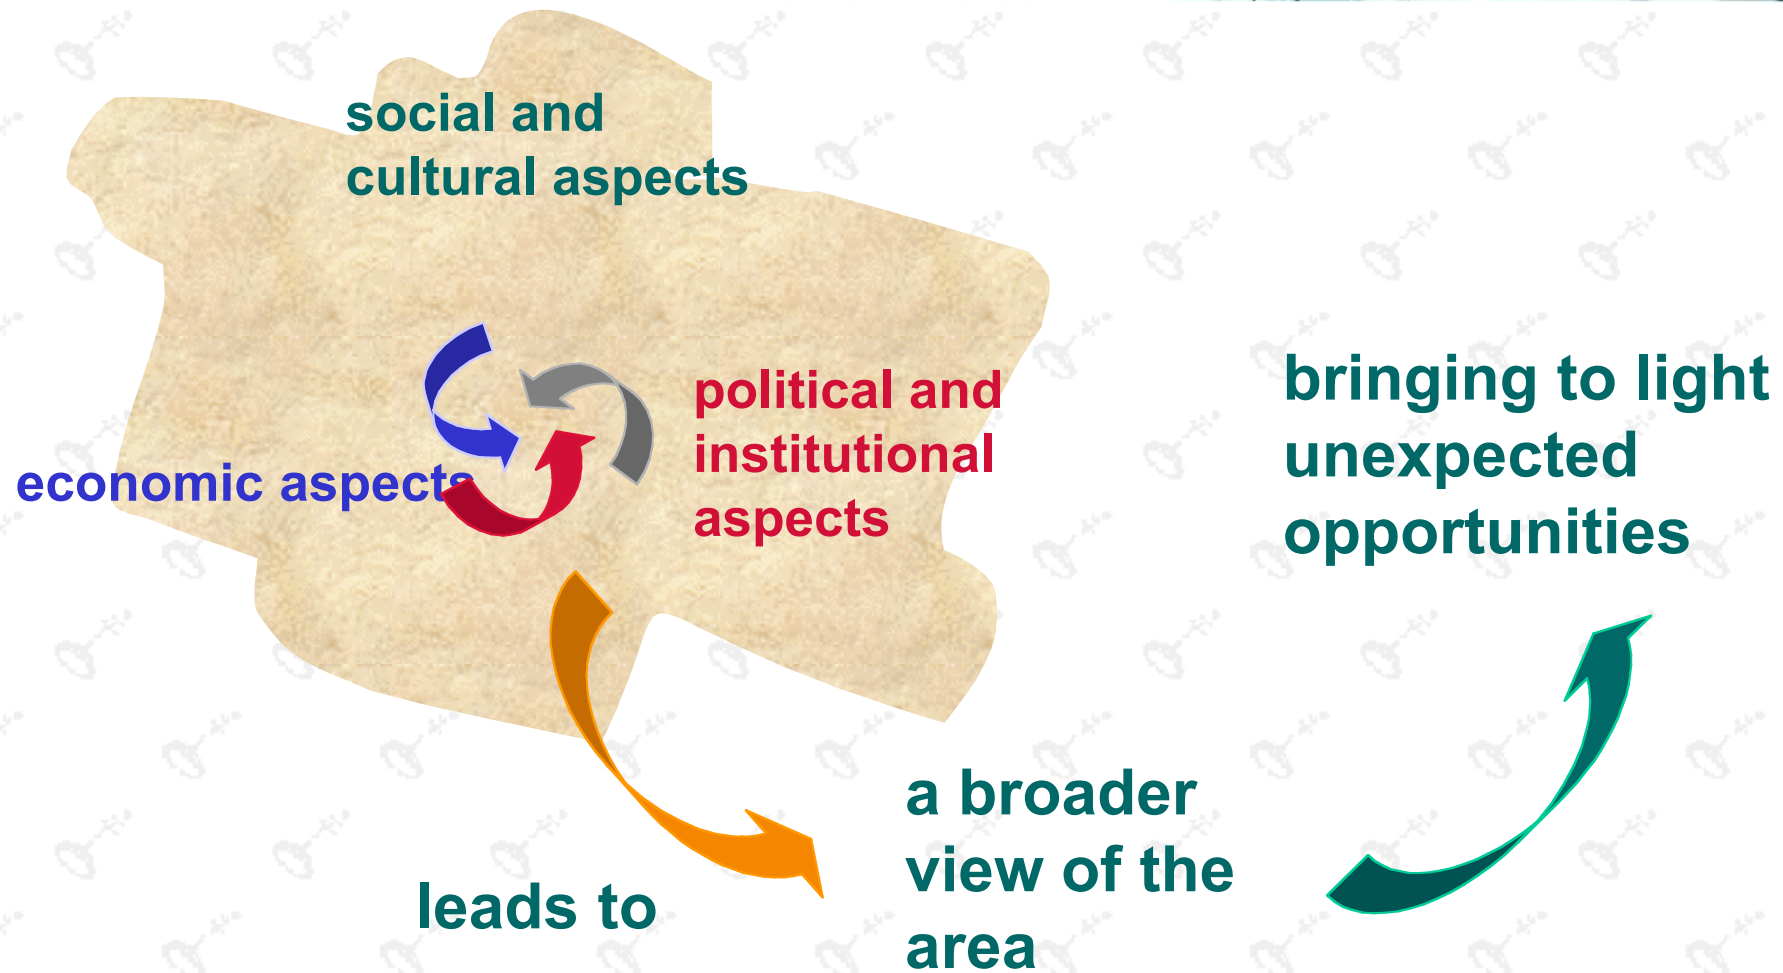 social and
cultural aspects
economic aspects
political and
institutional
aspects
leads to
a broader
view of the
area
bringing to light
unexpected
opportunities